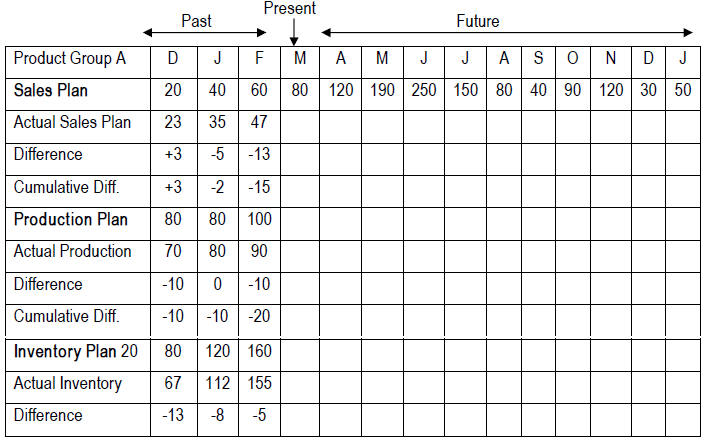 Present
Past Future
Product Group A D J F M A M J J A S O N D J
Sales Plan 20 40 60 80 120 190 250 150 80 40 90 120 30 50
Actual Sales Plan 23 35 47
Difference +3 -5 -13
Cumulative Diff. +3 -2 -15
Production Plan 80 80 100
Actual Production 70 80 90
Difference -10 0 -10
Cumulative Diff. -10 -10 -20
Inventory Plan 20 80 120 160
Actual Inventory 67 112 155
Difference -13 -8 -5